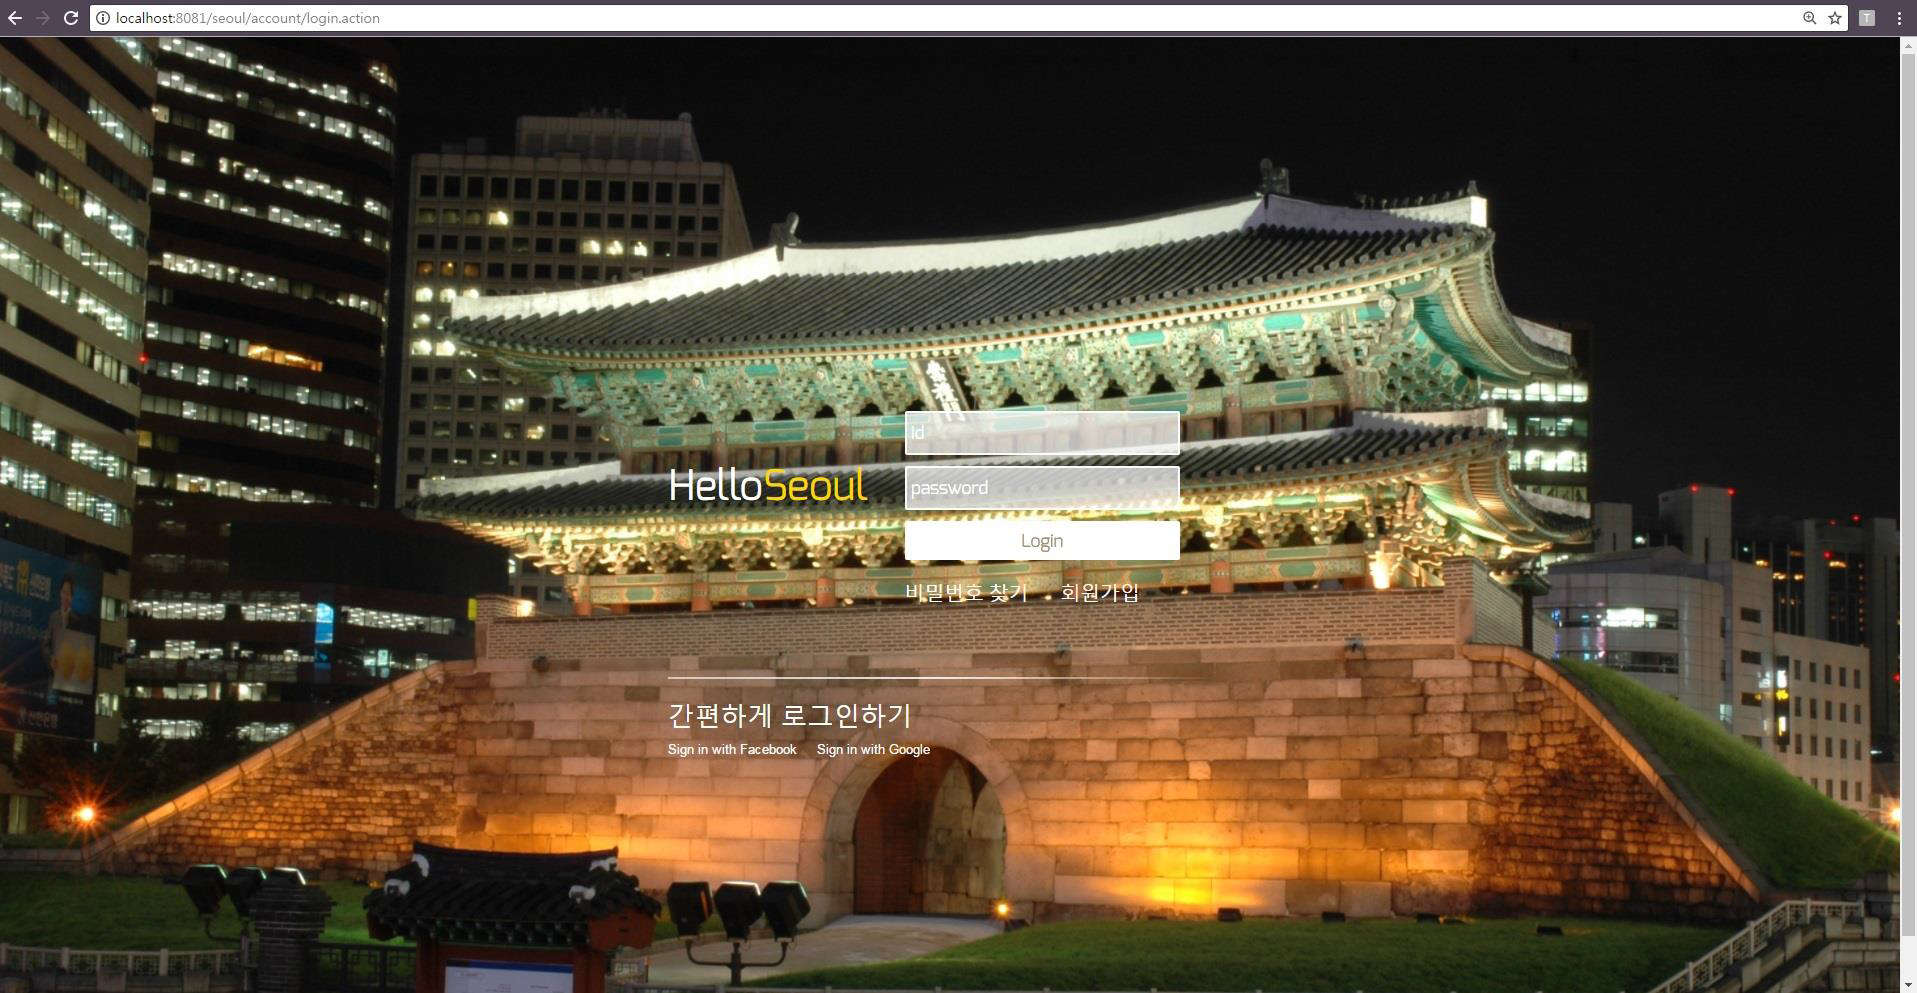 localhost:8081/seoul/account/login.action
T
id
HelloSeoul
password
Login
비밀번호 찾기 회원가입
간편하게 로그인하기
Sign in with Facebook Sign in with Google